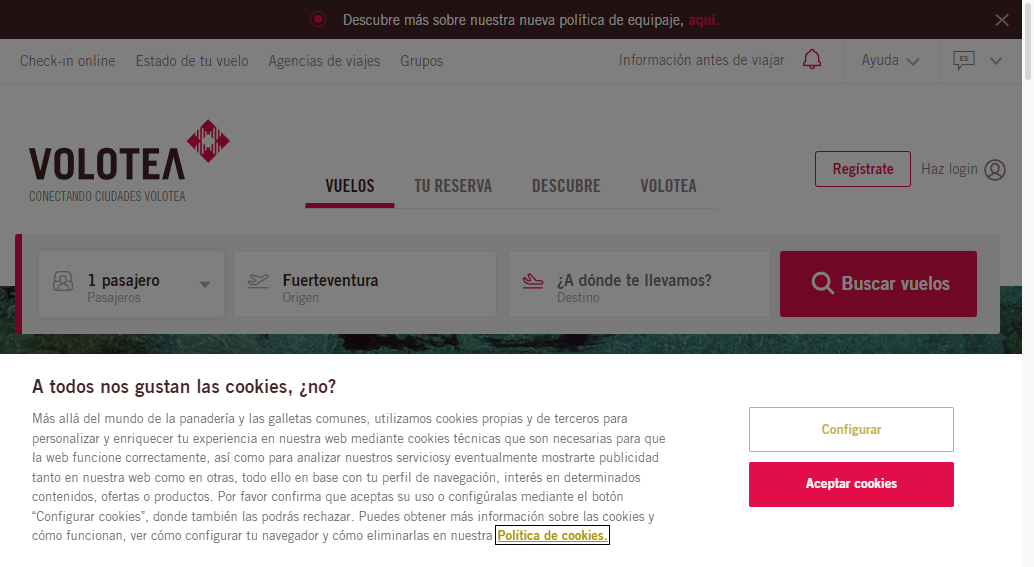 Descubre más sobre nuestra nueva política de equipaje, aquí.
Check-in online Estado de tu vuelo Agencias de viajes Grupos Información antes de viajar Ayuda ES
VOLOTEA
CONECTANDO CIUDADES VOLOTEA
VUELOS TU RESERVA DESCUBRE VOLOTEA
Regístrate Haz login
1 pasajero
Pasajeros
Fuerteventura
Origen
¿A dónde te llevamos?
Destino
Buscar vuelos
A todos nos gustan las cookies, ¿no?
Más allá del mundo de la panadería y las galletas comunes, utilizamos cookies propias y de terceros para
personalizar y enriquecer tu experiencia en nuestra web mediante cookies técnicas que son necesarias para que
la web funcione correctamente, así como para analizar nuestros serviciosy eventualmente mostrarte publicidad
tanto en nuestra web como en otras, todo ello en base con tu perfil de navegación, interés en determinados
contenidos, ofertas o productos. Por favor confirma que aceptas su uso o configúralas mediante el botón
“Configurar cookies”, donde también las podrás rechazar. Puedes obtener más información sobre las cookies y
cómo funcionan, ver cómo configurar tu navegador y cómo eliminarlas en nuestra Política de cookies.
Configurar
Aceptar cookies